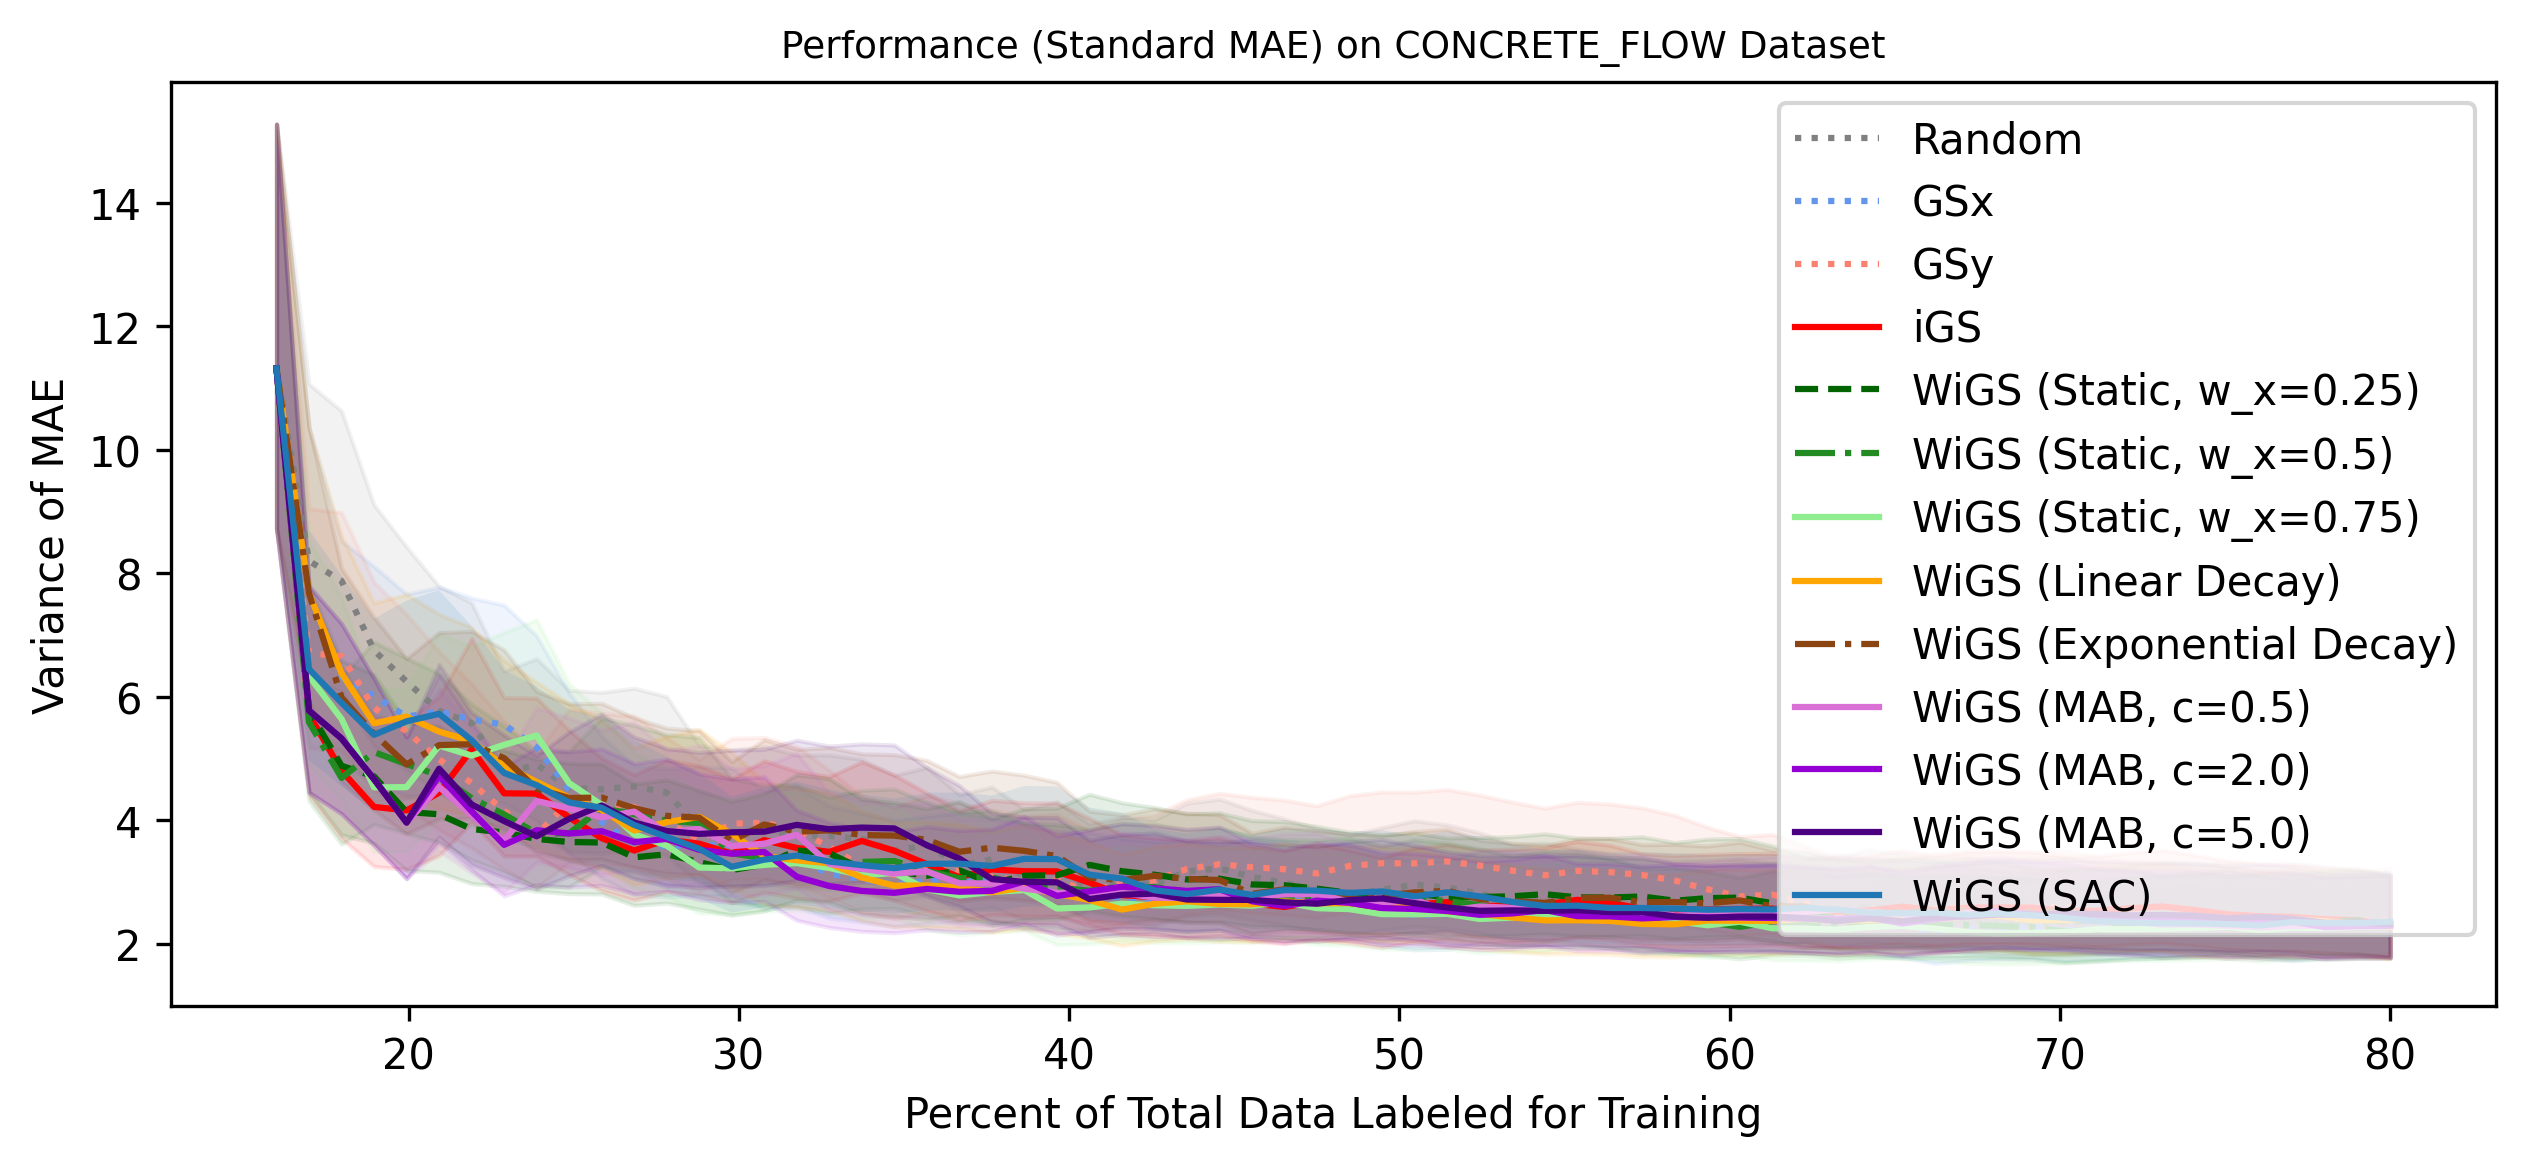 Performance (Standard MAE) on CONCRETE_FLOW Dataset
Variance of MAE
14
12
10
8
6
4
2
Random
GSx
GSy
iGS
WiGS (Static, w_x=0.25)
WiGS (Static, w_x=0.5)
WiGS (Static, w_x=0.75)
WiGS (Linear Decay)
WiGS (Exponential Decay)
WiGS (MAB, c=0.5)
WiGS (MAB, c=2.0)
WiGS (MAB, c=5.0)
WiGS (SAC)
20 30 40 50 60 70 80
Percent of Total Data Labeled for Training